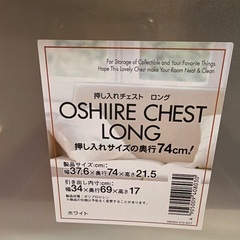 For Storage of Collectible and Your Favorite Things
Hope This Lovely Chest make Your Room Neat & Clean
押し入れチェスト ロング
OSHIIRE CHEST
LONG
押し入れサイズの奥行74cm!
製品サイズ(cm):
幅37.6×奥行74×高さ21.5
引き出し内寸(cm):
幅34×奥行69×高さ17
ホワイト